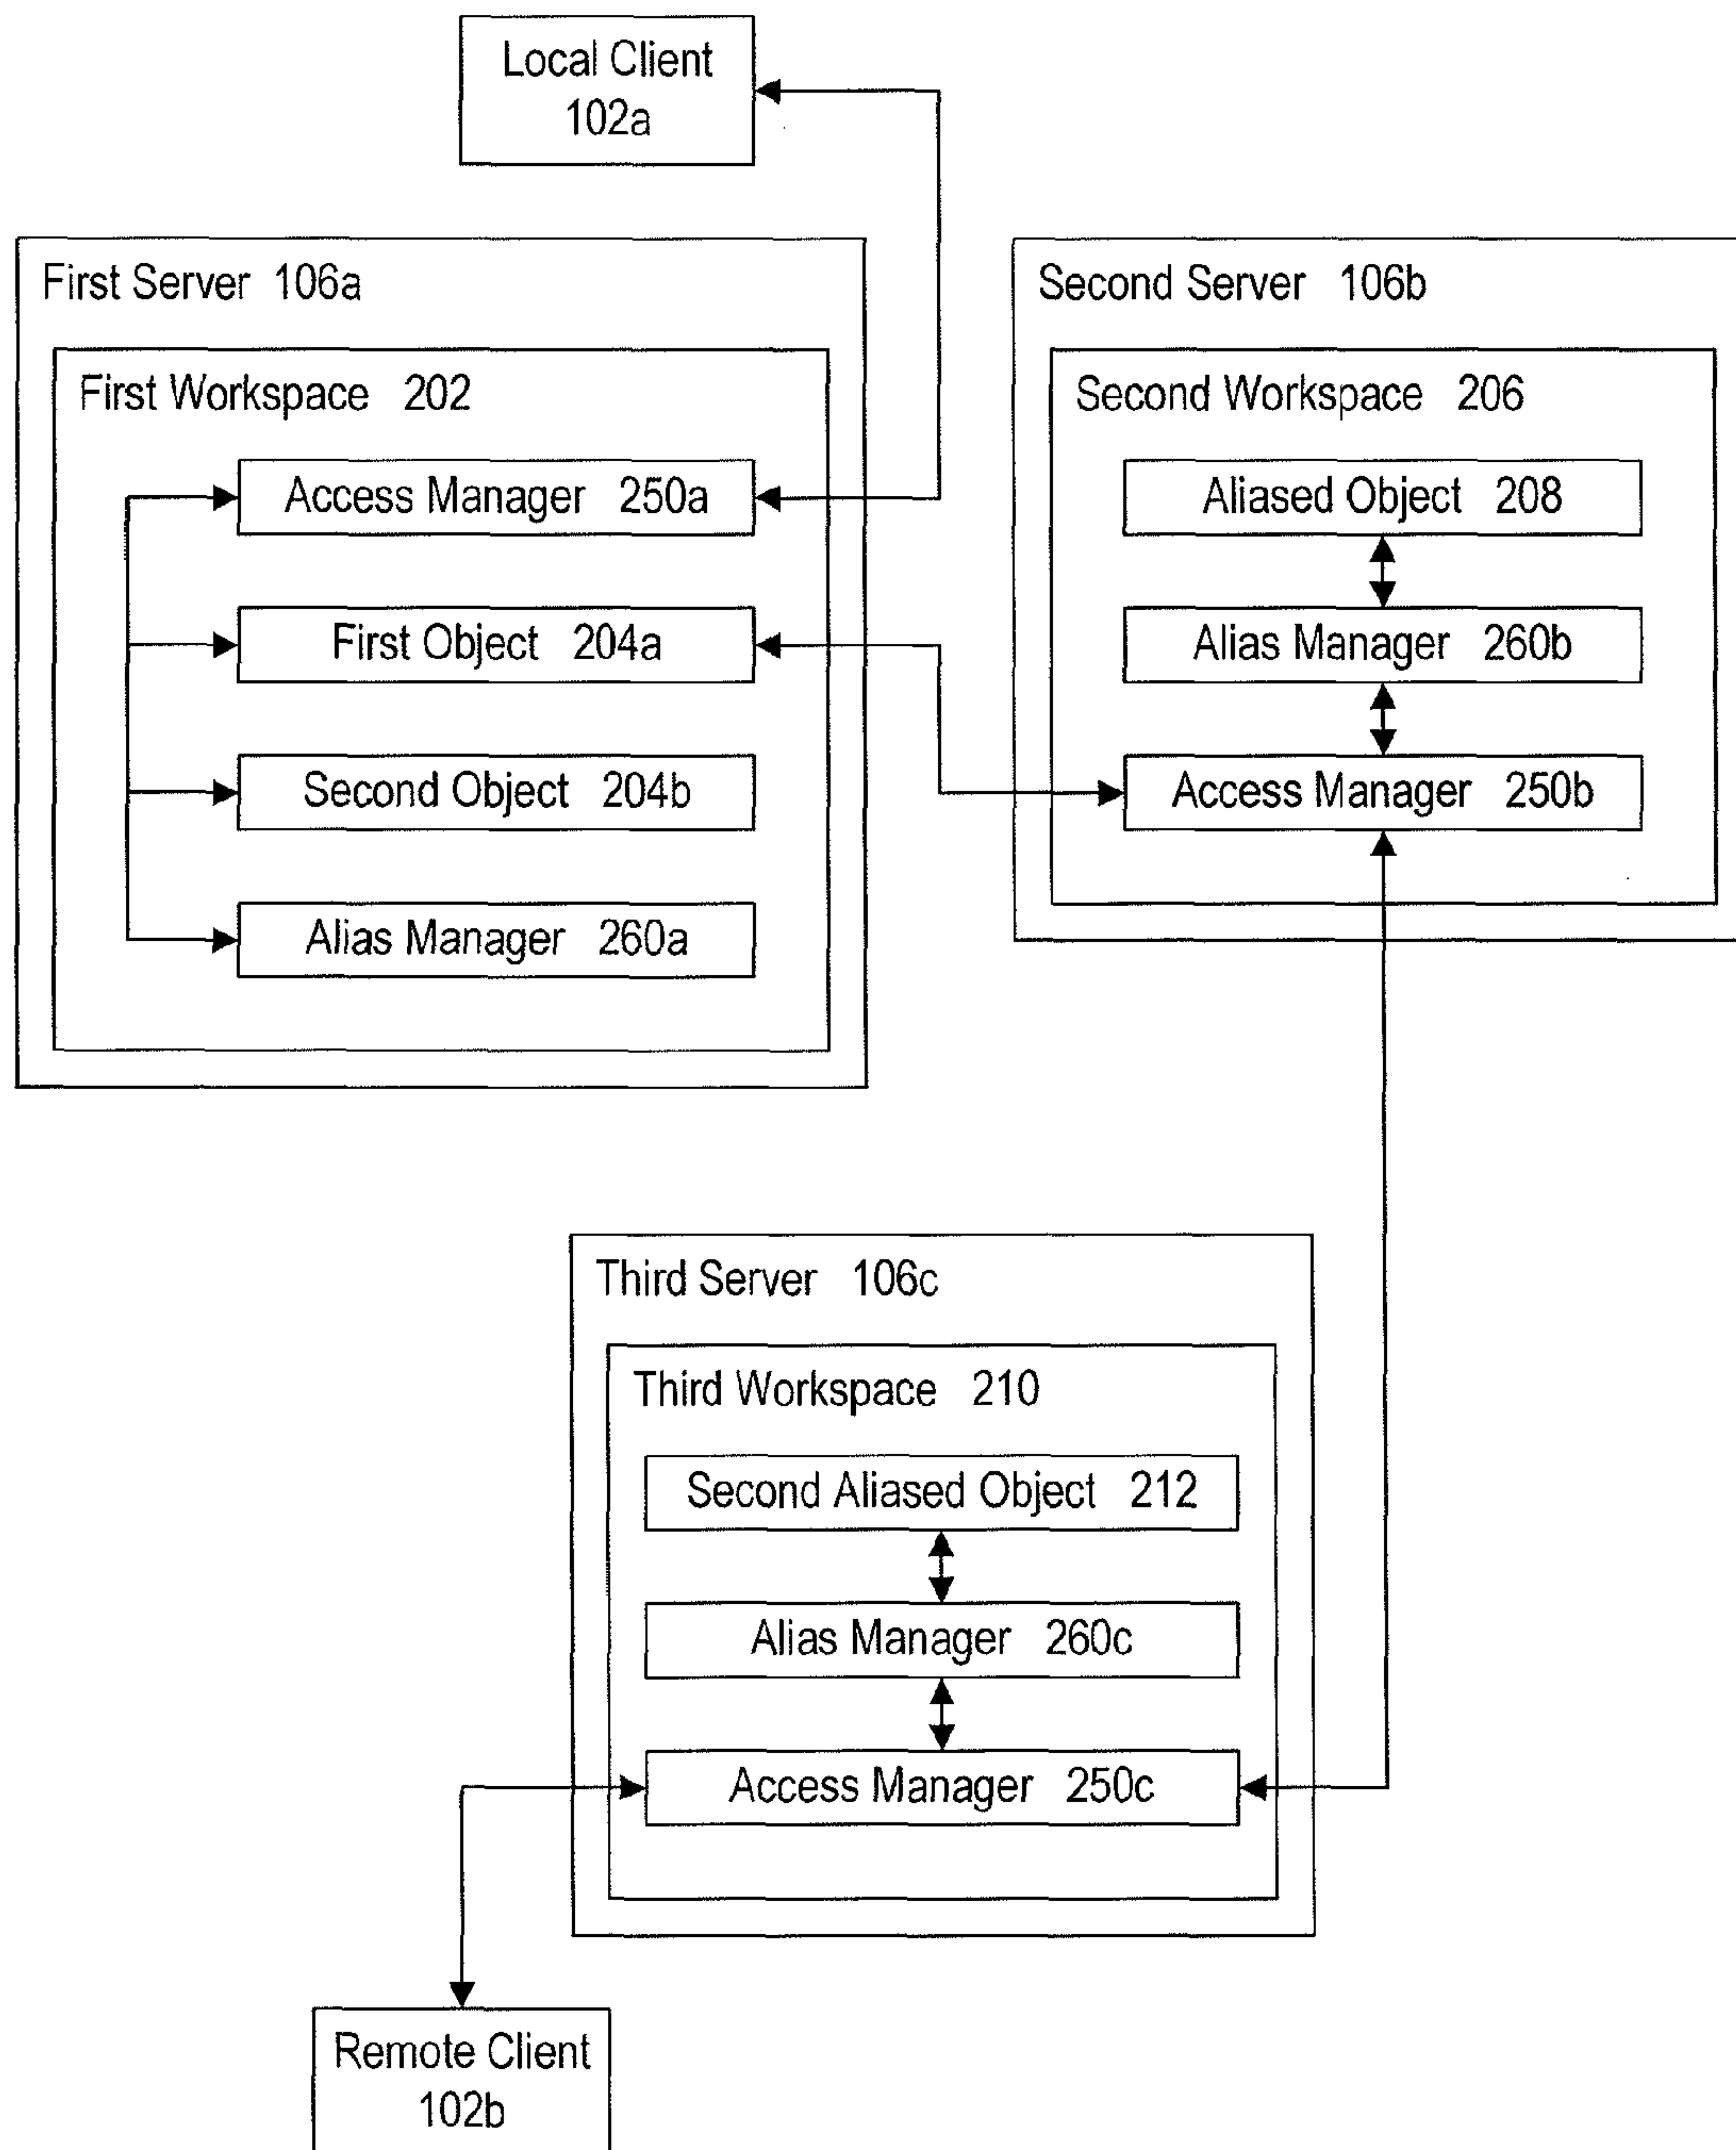 Local Client
102a
First Server 106a
First Workspace 202
Access Manager 250a
First Object 204a
Second Object 204b
Alias Manager 260a
Second Server 106b
Second Workspace 206
Aliased Object 208
Alias Manager 260b
Access Manager 250b
Third Server 106c
Third Workspace 210
Second Aliased Object 212
Alias Manager 260c
Access Manager 250c
Remote Client
102b